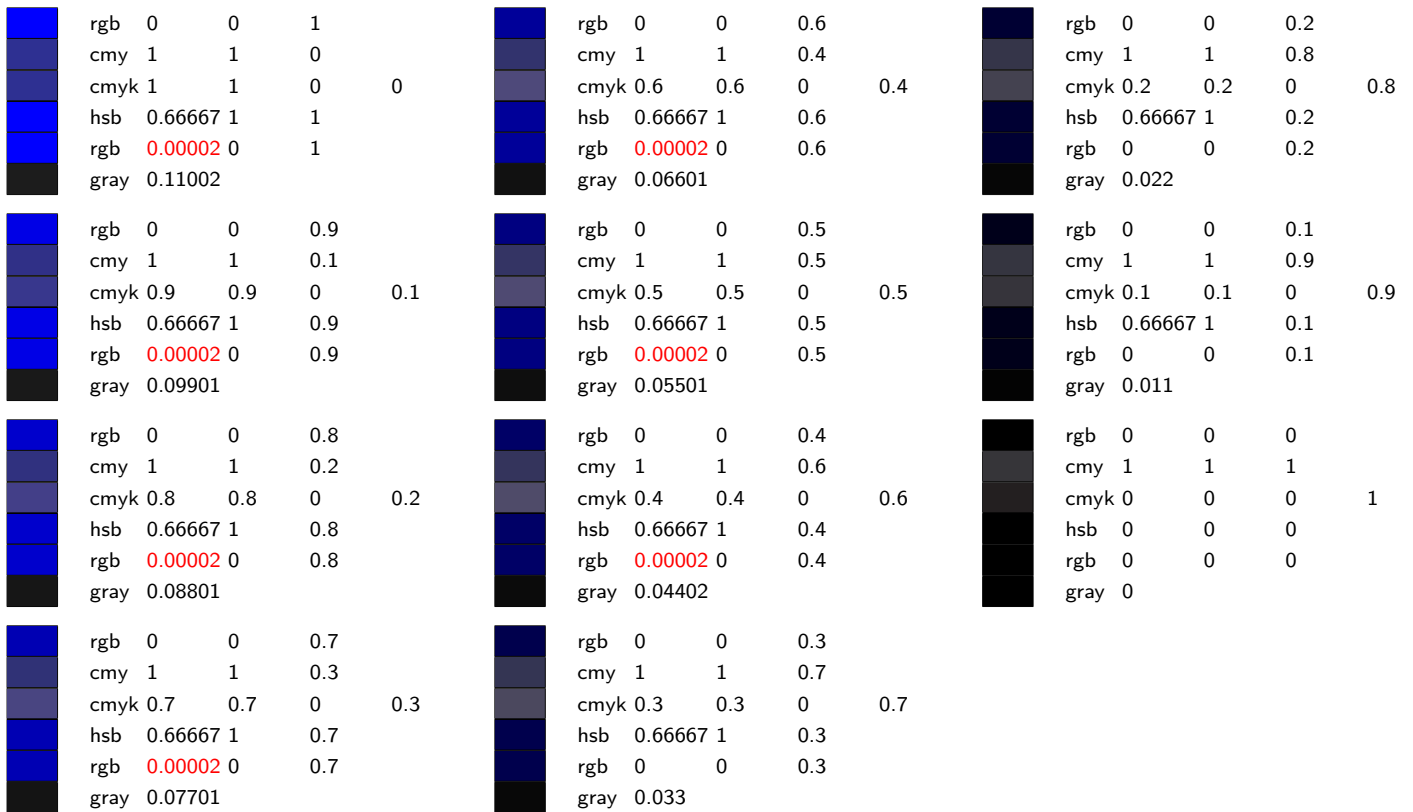 rgb 0 0 1
cmy 1 1 0
cmyk 1 1 0 0
hsb 0.66667 1 1
rgb 0.00002 0 1
gray 0.11002
rgb 0 0 0.9
cmy 1 1 0.1
cmyk 0.9 0.9 0 0.1
hsb 0.66667 1 0.9
rgb 0.00002 0 0.9
gray 0.09901
rgb 0 0 0.8
cmy 1 1 0.2
cmyk 0.8 0.8 0 0.2
hsb 0.66667 1 0.8
rgb 0.00002 0 0.8
gray 0.08801
rgb 0 0 0.7
cmy 1 1 0.3
cmyk 0.7 0.7 0 0.3
hsb 0.66667 1 0.7
rgb 0.00002 0 0.7
gray 0.07701
rgb 0 0 0.6
cmy 1 1 0.4
cmyk 0.6 0.6 0 0.4
hsb 0.66667 1 0.6
rgb 0.00002 0 0.6
gray 0.06601
rgb 0 0 0.5
cmy 1 1 0.5
cmyk 0.5 0.5 0 0.5
hsb 0.66667 1 0.5
rgb 0.00002 0 0.5
gray 0.05501
rgb 0 0 0.4
cmy 1 1 0.6
cmyk 0.4 0.4 0 0.6
hsb 0.66667 1 0.4
rgb 0.00002 0 0.4
gray 0.04402
rgb 0 0 0.3
cmy 1 1 0.7
cmyk 0.3 0.3 0 0.7
hsb 0.66667 1 0.3
rgb 0 0 0.3
gray 0.033
rgb 0 0 0.2
cmy 1 1 0.8
cmyk 0.2 0.2 0 0.8
hsb 0.66667 1 0.2
rgb 0 0 0.2
gray 0.022
rgb 0 0 0.1
cmy 1 1 0.9
cmyk 0.1 0.1 0 0.9
hsb 0.66667 1 0.1
rgb 0 0 0.1
gray 0.011
rgb 0 0 0
cmy 1 1 1
cmyk 0 0 0 1
hsb 0 0 0
rgb 0 0 0
gray 0